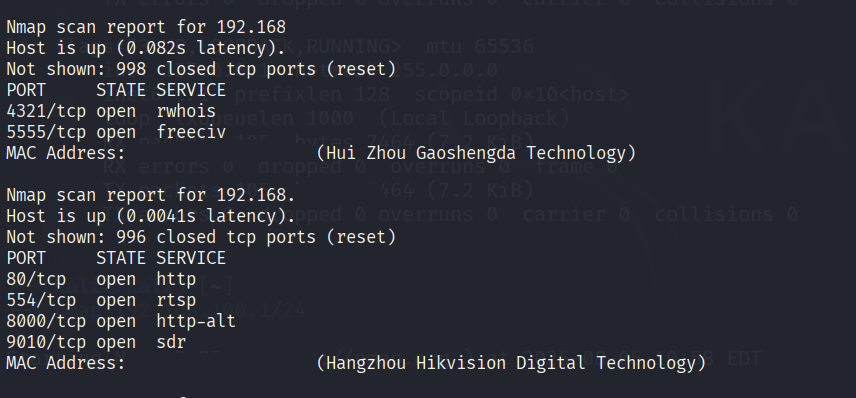 Nmap scan report for 192.168
Host is up (0.082s latency).
Not shown: 998 closed tcp ports (reset)
PORT     STATE SERVICE
4321/tcp open  rwhois
5555/tcp open  freeciv
MAC Address:                   (Hui Zhou Gaoshengda Technology)
Nmap scan report for 192.168.
Host is up (0.0041s latency).
Not shown: 996 closed tcp ports (reset)
PORT     STATE SERVICE
80/tcp   open  http
554/tcp  open  rtsp
8000/tcp open  http-alt
9010/tcp open  sdr
MAC Address:                   (Hangzhou Hikvision Digital Technology)